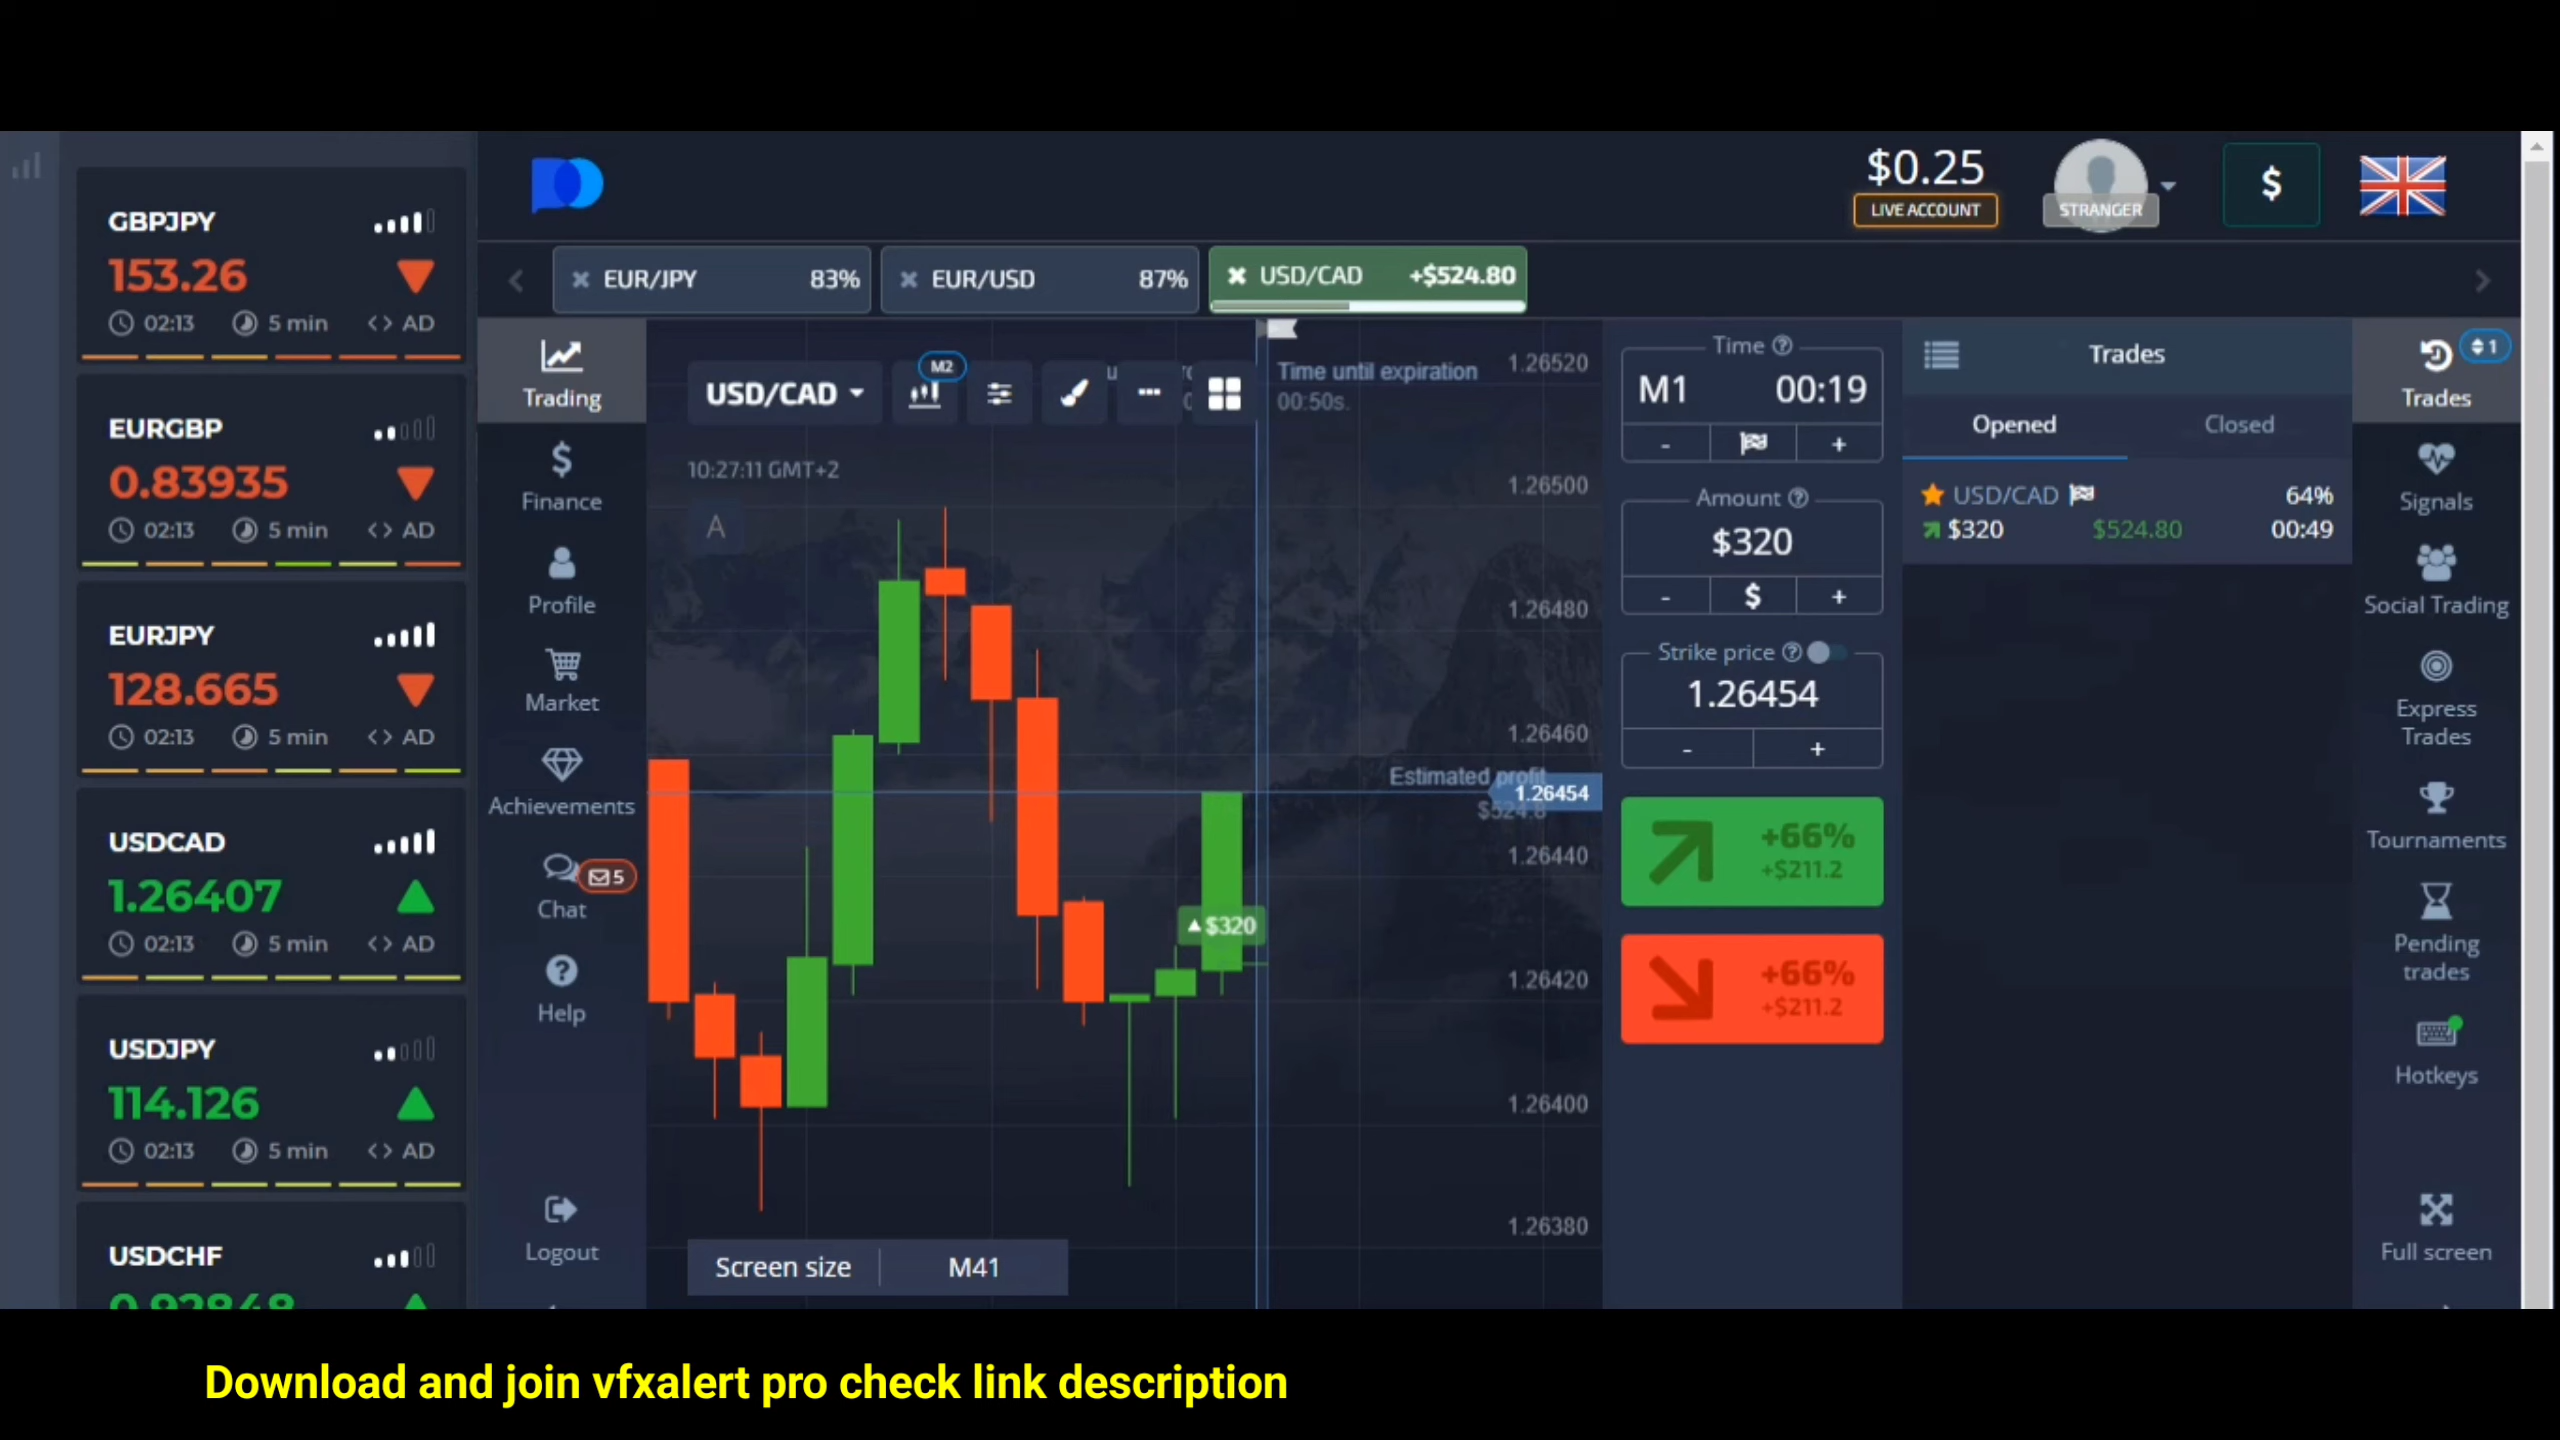 GBPJPY
153.26
02:13 5 min <> AD
EURGBP
0.83935
02:13 5 min <> AD
EURJPY
128.665
02:13 5 min <> AD
USDCAD
1.26407
02:13 5 min <> AD
USDJPY
114.126
02:13 5 min <> AD
USDCHF
0.92848
$0.25
LIVE ACCOUNT
STRANGER
$
EUR/JPY 83%
EUR/USD 87%
USD/CAD +$524.80
Trading
Finance
Profile
Market
Achievements
5
Chat
Help
Logout
M2
USD/CAD
Time until expiration
00:50s.
10:27:11 GMT+2
A
1.26520
1.26500
1.26480
1.26460
Estimated profit
$524.8
1.26454
1.26440
$320
1.26420
1.26400
1.26380
Screen size M41
Time
M1 00:19
- +
Amount
$320
- $ +
Strike price
1.26454
- +
+66%
+$211.2
+66%
+$211.2
Trades
Opened Closed
USD/CAD 64%
$320 $524.80 00:49
1
Trades
Signals
Social Trading
Express
Trades
Tournaments
Pending
trades
Hotkeys
Full screen
Download and join vfxalert pro check link description